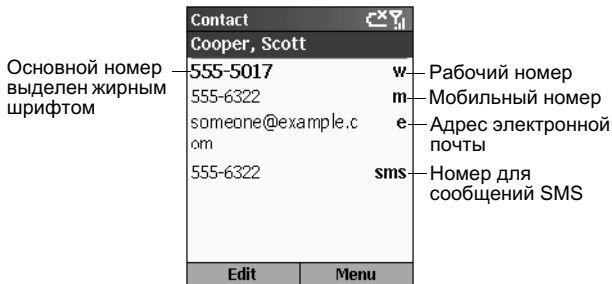 Contact
Cooper, Scott
Основной номер
выделен жирным
шрифтом
555-5017 w
Рабочий номер
555-6322 m
Мобильный номер
someone@example.c e
om
Адрес электронной
почты
555-6322 sms
Номер для
сообщений SMS
Edit Menu